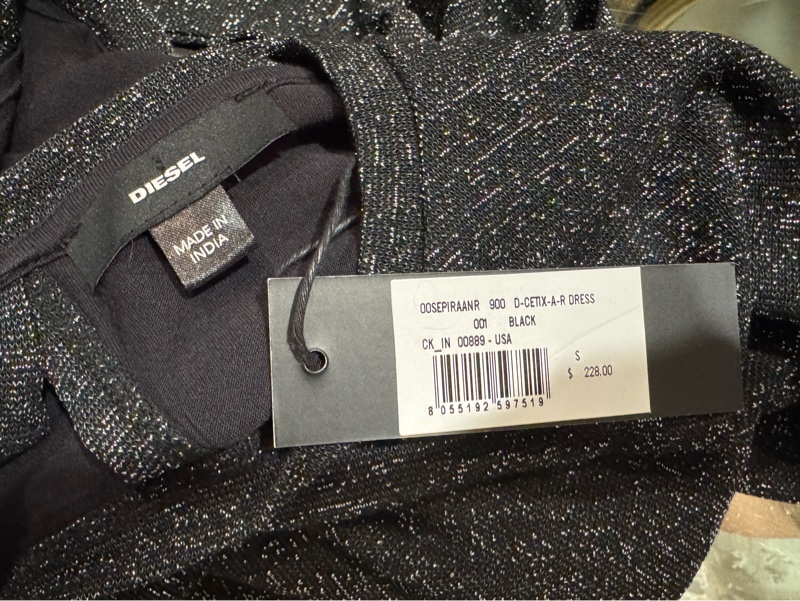 DIESEL
MADE IN
INDIA
00SEPIRAANR 900 D-CETIX-A-R DRESS
001 BLACK
CK_IN 00889 - USA
S
$ 228.00
8 055192 597519